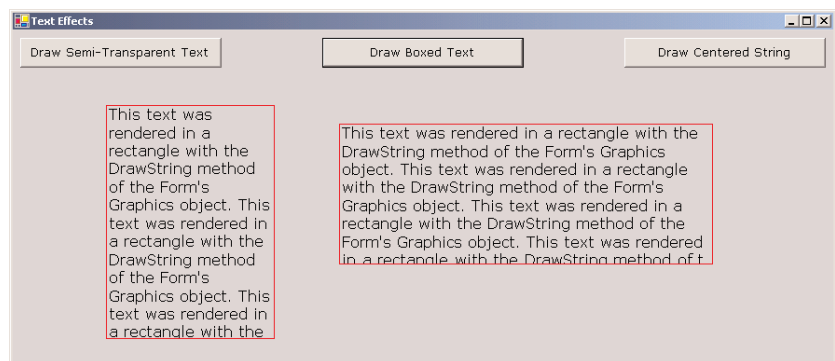 Text Effects
Draw Semi-Transparent Text
Draw Boxed Text
Draw Centered String
This text was
rendered in a
rectangle with the
DrawString method
of the Form's
Graphics object. This
text was rendered in
a rectangle with the
DrawString method
of the Form's
Graphics object. This
text was rendered in
a rectangle with the
This text was rendered in a rectangle with the
DrawString method of the Form's Graphics
object. This text was rendered in a rectangle
with the DrawString method of the Form's
Graphics object. This text was rendered in a
rectangle with the DrawString method of the
Form's Graphics object. This text was rendered
in a rectangle with the DrawString method of t